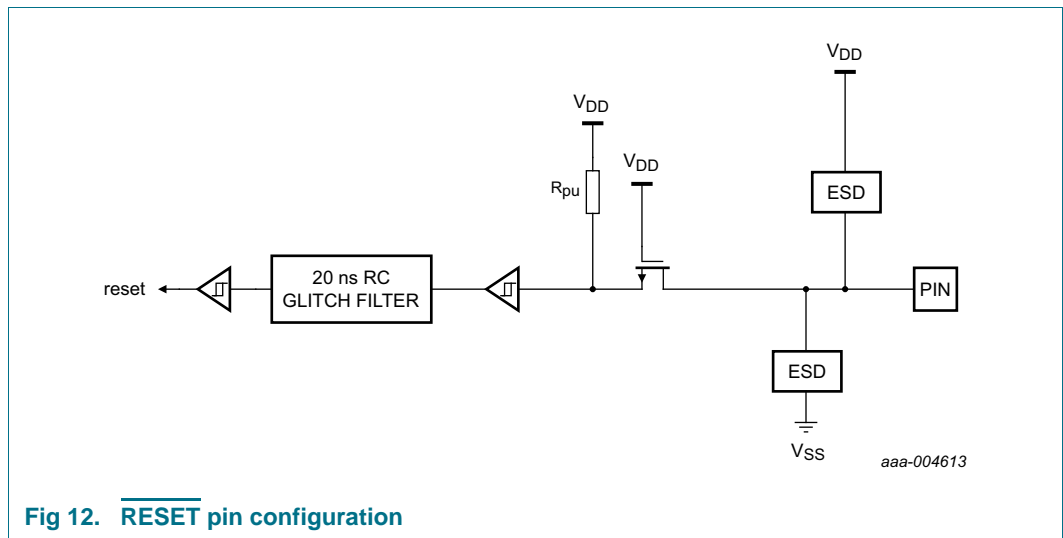 VDD
VDD
VDD
Rpu
ESD
reset
20 ns RC
GLITCH FILTER
PIN
ESD
VSS
aaa-004613
Fig 12. RESET pin configuration